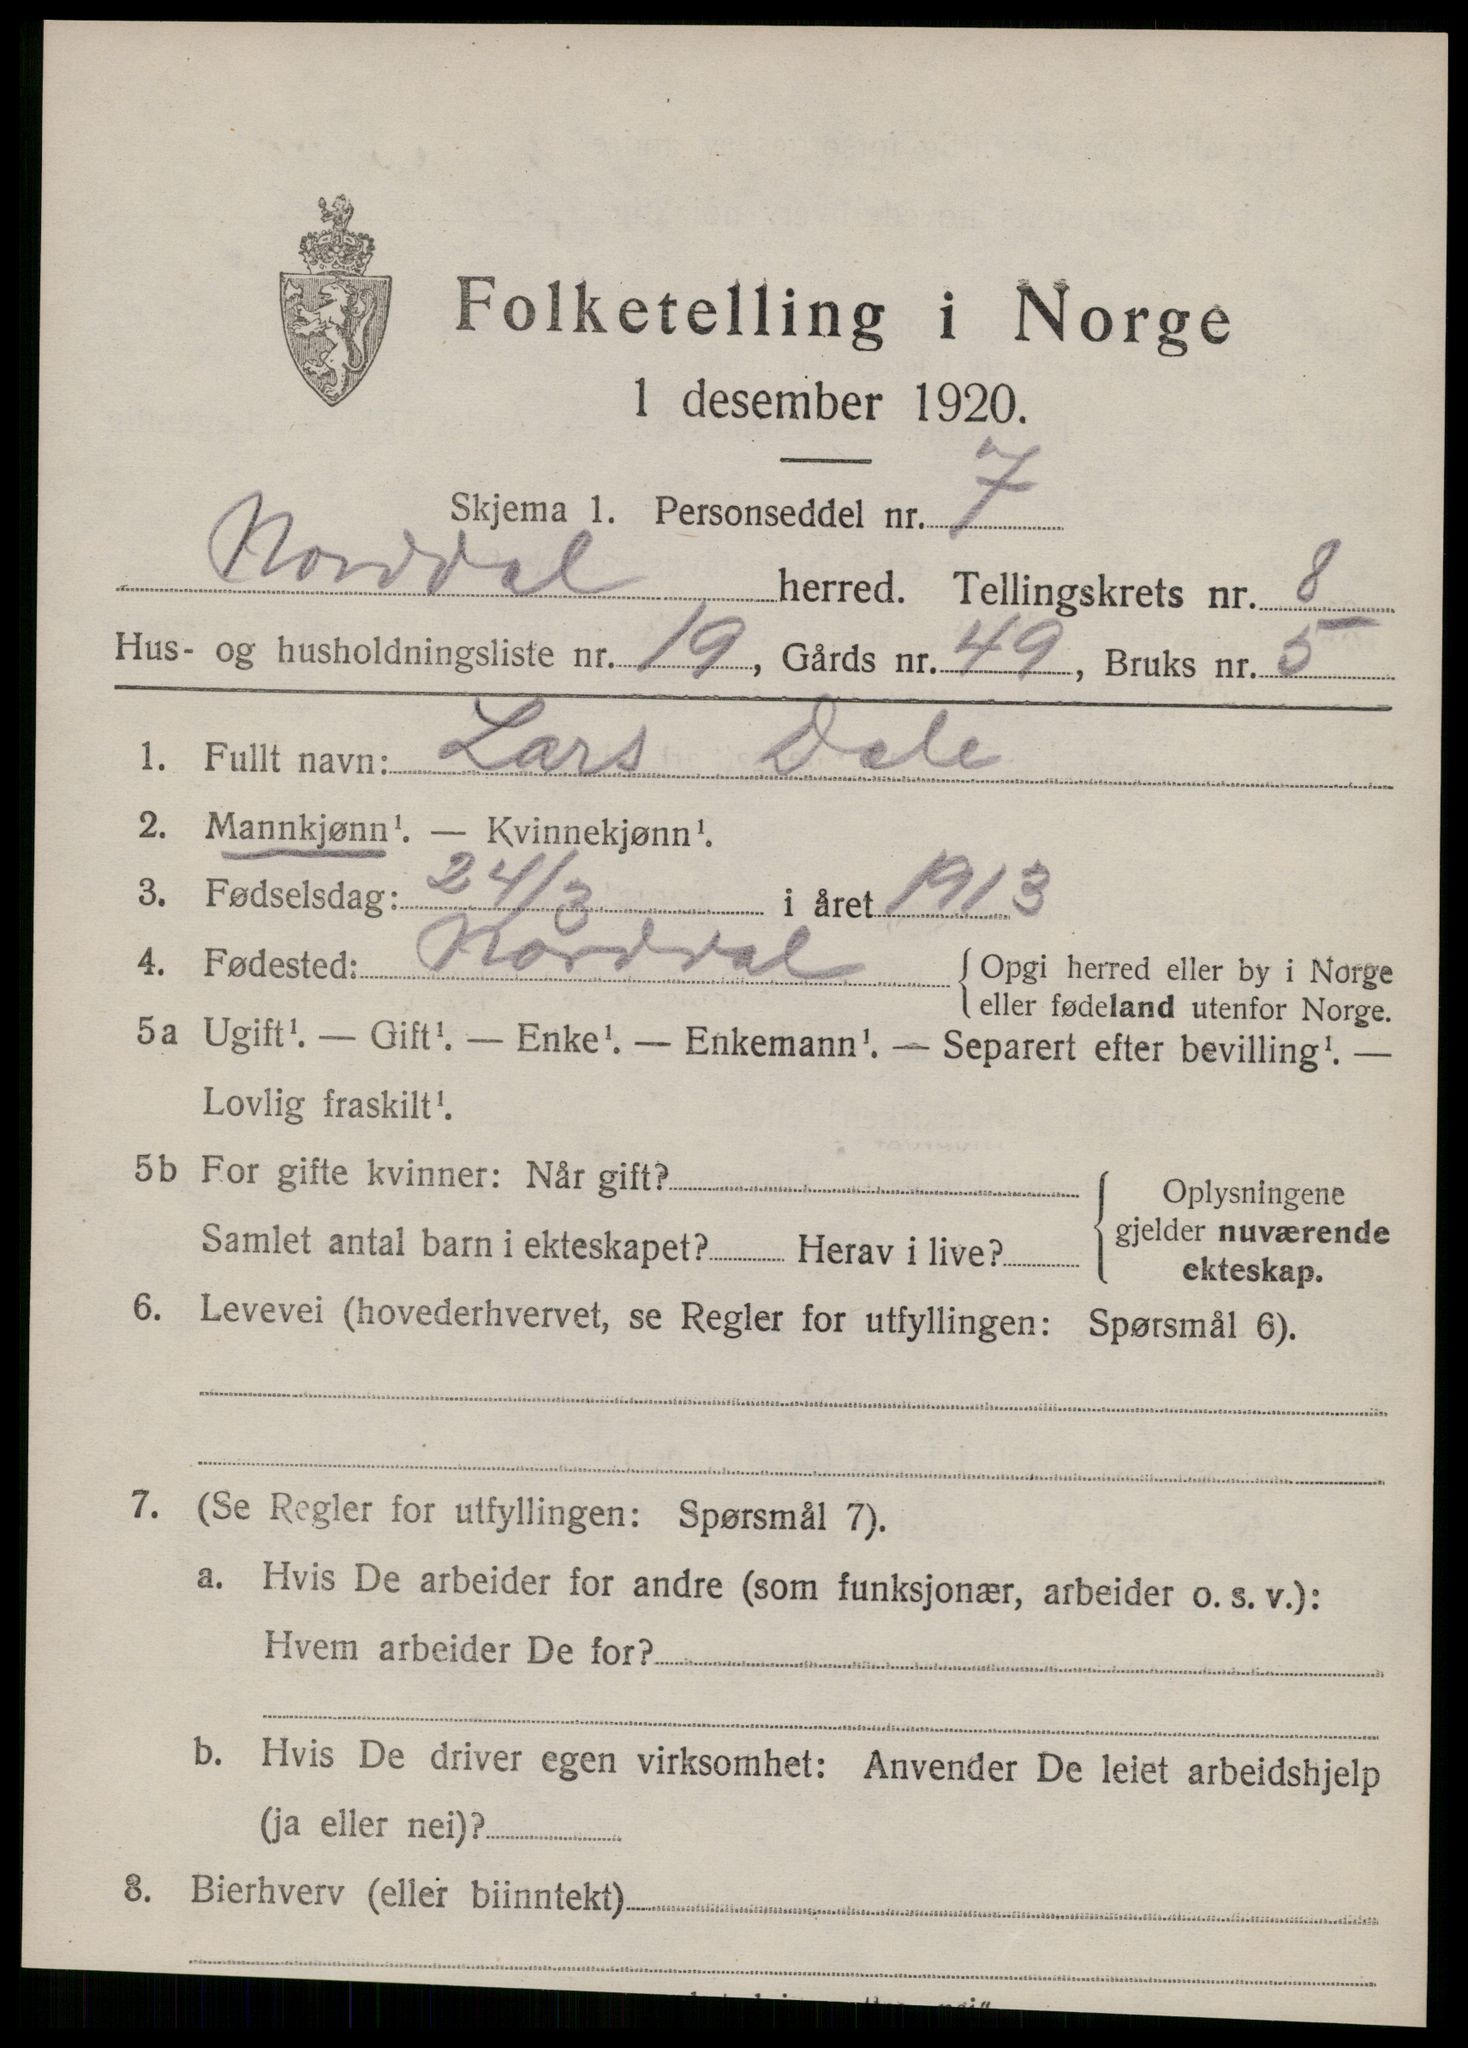 Folketelling i Norge
1 desember 1920.
Skjema 1. Personseddel nr. 7
Norddal herred. Tellingskrets nr. 8
Hus- og husholdningsliste nr. 19, Gårds nr. 49, Bruks nr. 5
1. Fullt navn: Lars Dale
2. Mannkjønn¹. — Kvinnekjønn¹.
3. Fødselsdag: 24/3 i året 1913
4. Fødested: Norddal { Opgi herred eller by i Norge
eller fødeland utenfor Norge.
5a Ugift¹. — Gift¹. — Enke¹. — Enkemann¹. — Separert efter bevilling¹. —
Lovlig fraskilt¹.
5b For gifte kvinner: Når gift?
Samlet antal barn i ekteskapet? Herav i live?
{ Oplysningene
gjelder nuværende
ekteskap.
6. Levevei (hovederhvervet, se Regler for utfyllingen: Spørsmål 6).
7. (Se Regler for utfyllingen: Spørsmål 7).
a. Hvis De arbeider for andre (som funksjonær, arbeider o. s. v.):
Hvem arbeider De for?
b. Hvis De driver egen virksomhet: Anvender De leiet arbeidshjelp
(ja eller nei)?
8. Bierhverv (eller biinntekt)